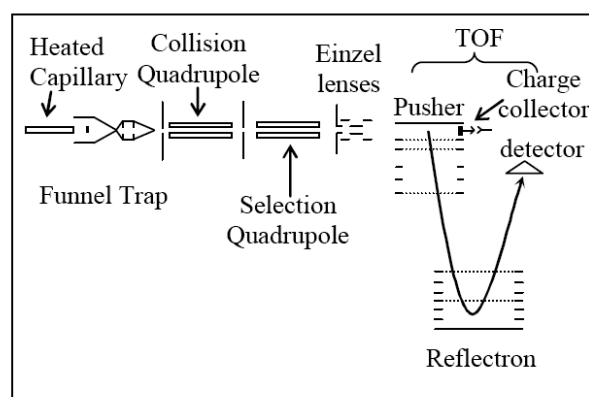 Heated
Capillary
Collision
Quadrupole
Einzel
lenses
TOF
Pusher
Charge
collector
detector
Funnel Trap
Selection
Quadrupole
Reflectron